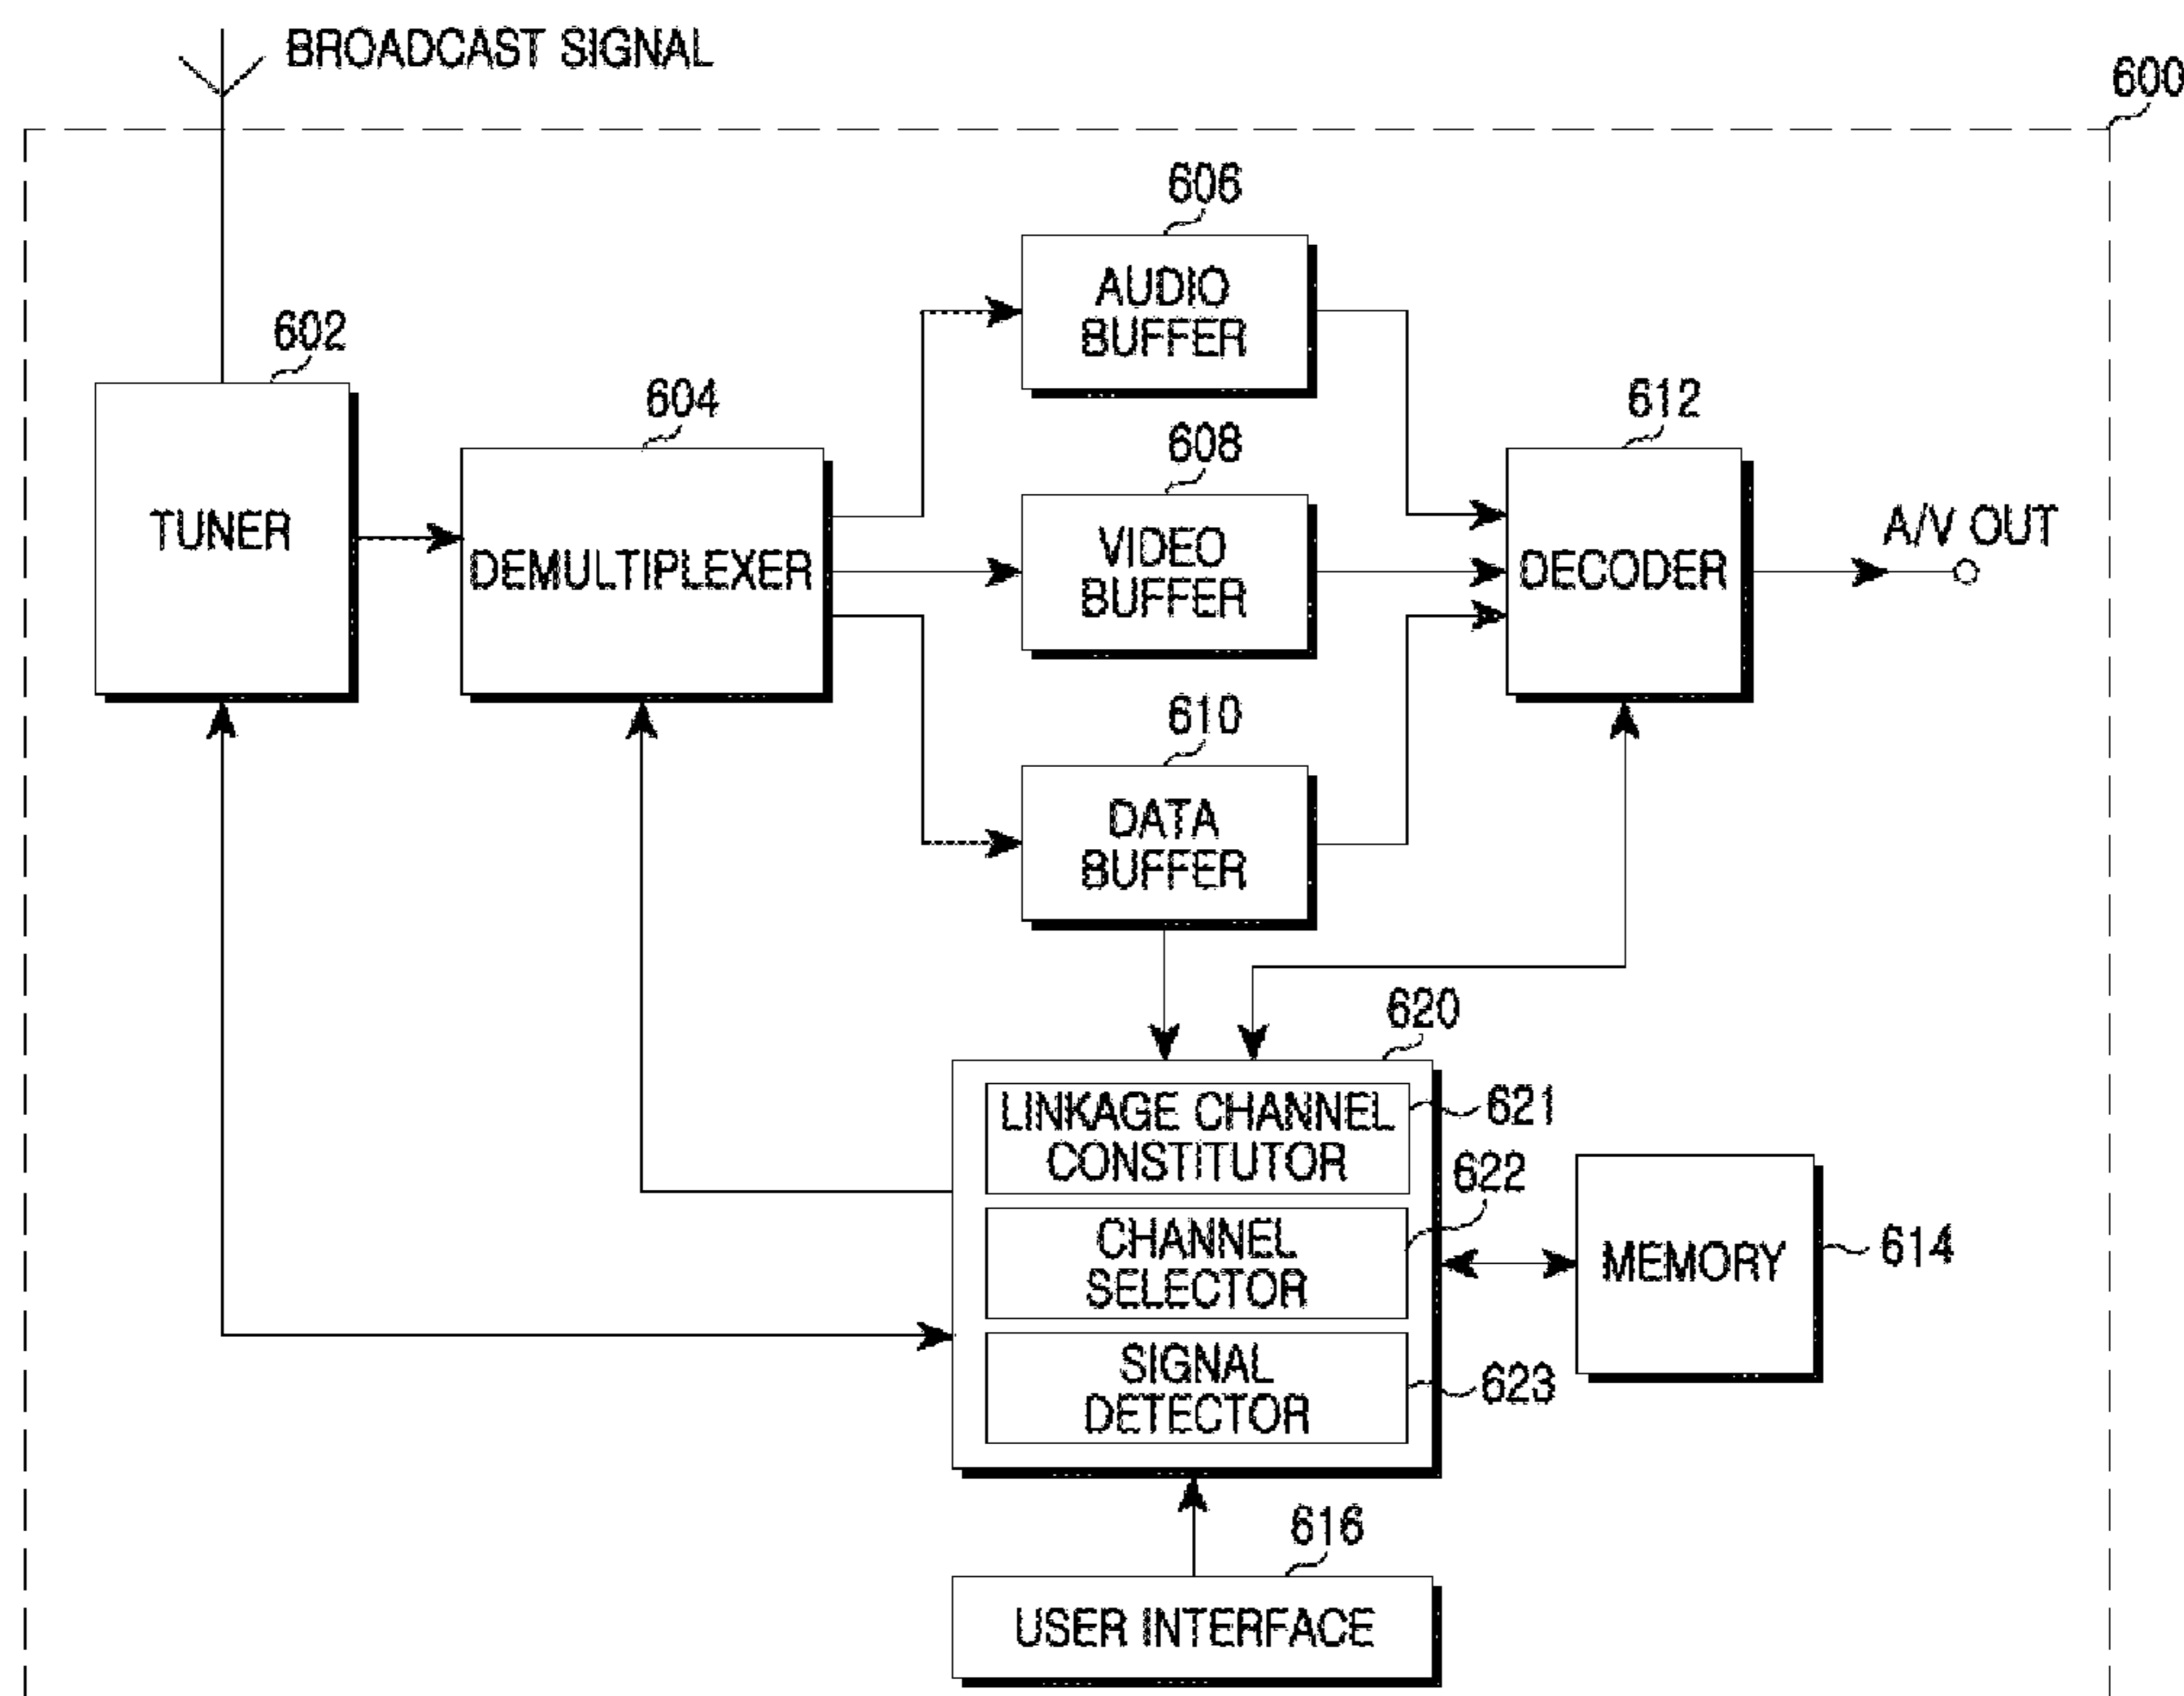 BROADCAST SIGNAL
600
606
AUDIO
BUFFER
602
TUNER
604
DEMULTIPLEXER
608
VIDEO
BUFFER
612
DECODER
A/V OUT
610
DATA
BUFFER
620
LINKAGE CHANNEL
CONSTITUTOR
621
622
CHANNEL
SELECTOR
MEMORY
614
SIGNAL
DETECTOR
623
616
USER INTERFACE